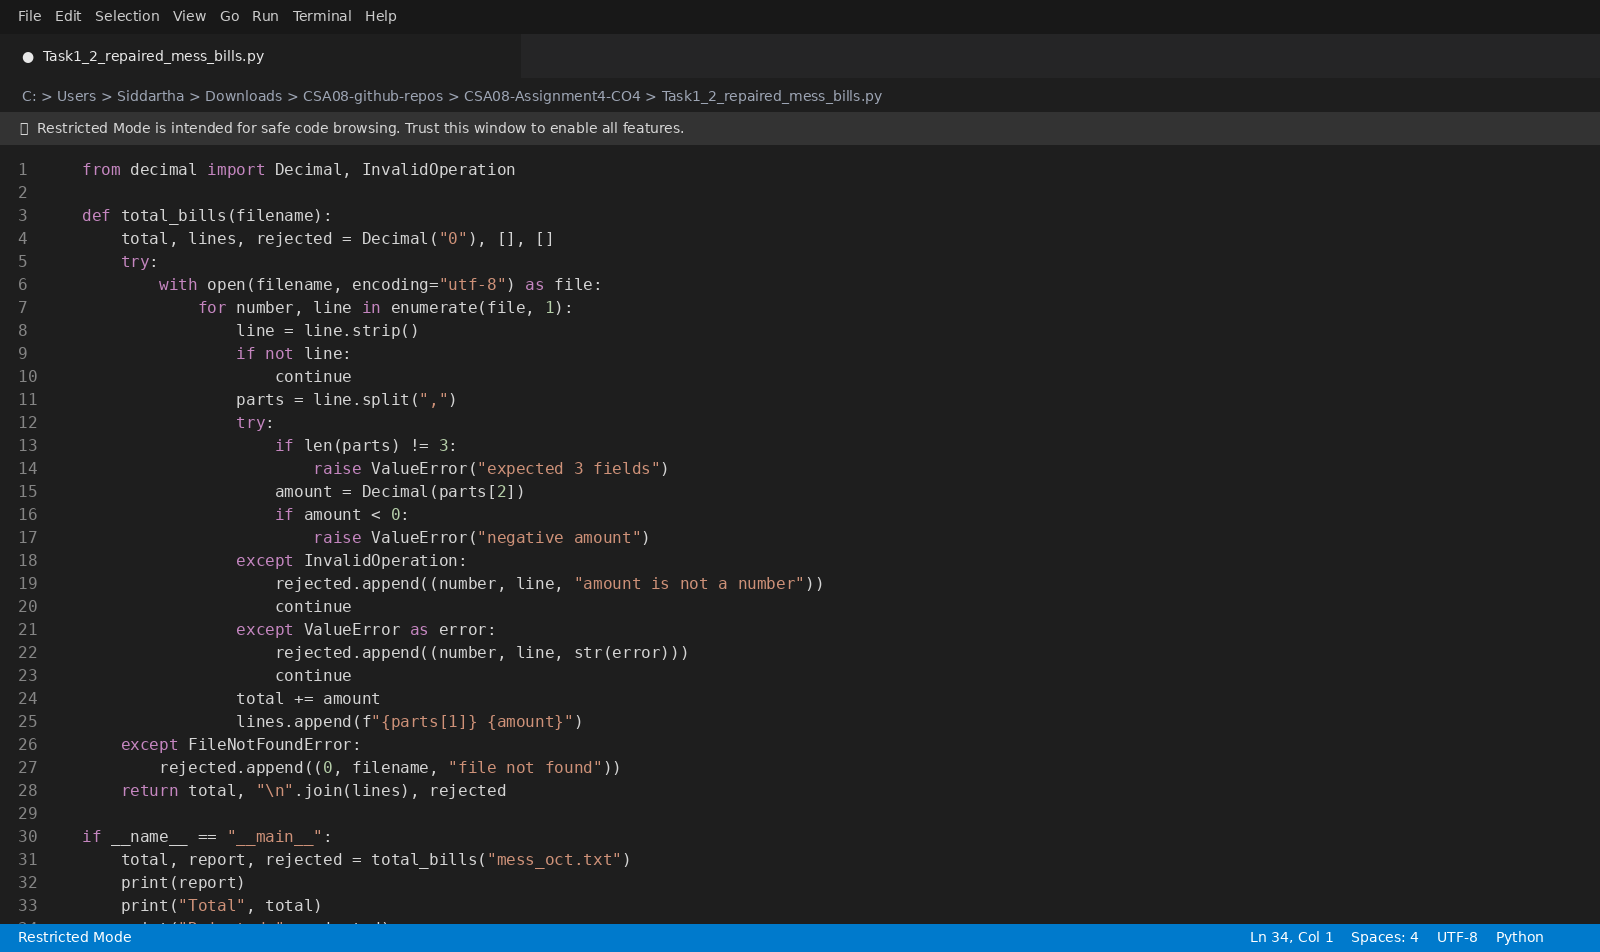 File Edit Selection View Go Run Terminal Help
● Task1_2_repaired_mess_bills.py
C: > Users > Siddartha > Downloads > CSA08-github-repos > CSA08-Assignment4-CO4 > Task1_2_repaired_mess_bills.py
Restricted Mode is intended for safe code browsing. Trust this window to enable all features.
1 from decimal import Decimal, InvalidOperation
2
3 def total_bills(filename):
4     total, lines, rejected = Decimal("0"), [], []
5     try:
6         with open(filename, encoding="utf-8") as file:
7             for number, line in enumerate(file, 1):
8                 line = line.strip()
9                 if not line:
10                     continue
11                 parts = line.split(",")
12                 try:
13                     if len(parts) != 3:
14                         raise ValueError("expected 3 fields")
15                     amount = Decimal(parts[2])
16                     if amount < 0:
17                         raise ValueError("negative amount")
18                 except InvalidOperation:
19                     rejected.append((number, line, "amount is not a number"))
20                     continue
21                 except ValueError as error:
22                     rejected.append((number, line, str(error)))
23                     continue
24                 total += amount
25                 lines.append(f"{parts[1]} {amount}")
26     except FileNotFoundError:
27         rejected.append((0, filename, "file not found"))
28     return total, "\n".join(lines), rejected
29
30 if __name__ == "__main__":
31     total, report, rejected = total_bills("mess_oct.txt")
32     print(report)
33     print("Total", total)
Restricted Mode Ln 34, Col 1 Spaces: 4 UTF-8 Python